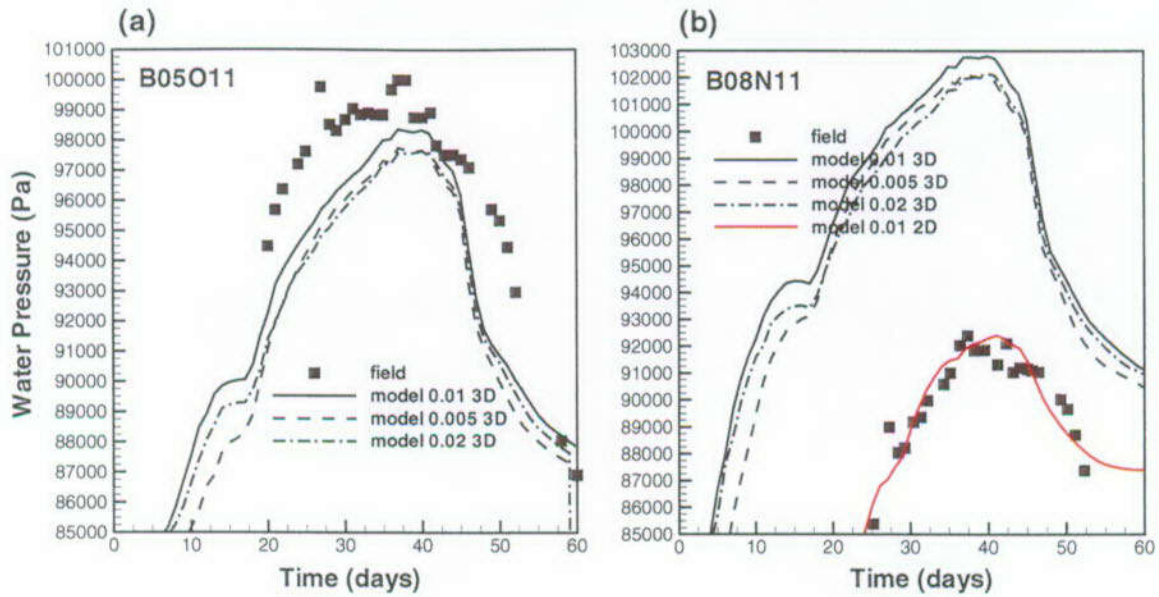 (a)
101000
100000
99000
98000
97000
96000
95000
94000
93000
92000
91000
90000
89000
88000
87000
86000
85000
Water Pressure (Pa)
B05O11
field
model 0.01 3D
model 0.005 3D
model 0.02 3D
0 10 20 30 40 50 60
Time (days)
(b)
103000
102000
101000
100000
99000
98000
97000
96000
95000
94000
93000
92000
91000
90000
89000
88000
87000
86000
85000
B08N11
field
model 0.01 3D
model 0.005 3D
model 0.02 3D
model 0.01 2D
0 10 20 30 40 50 60
Time (days)